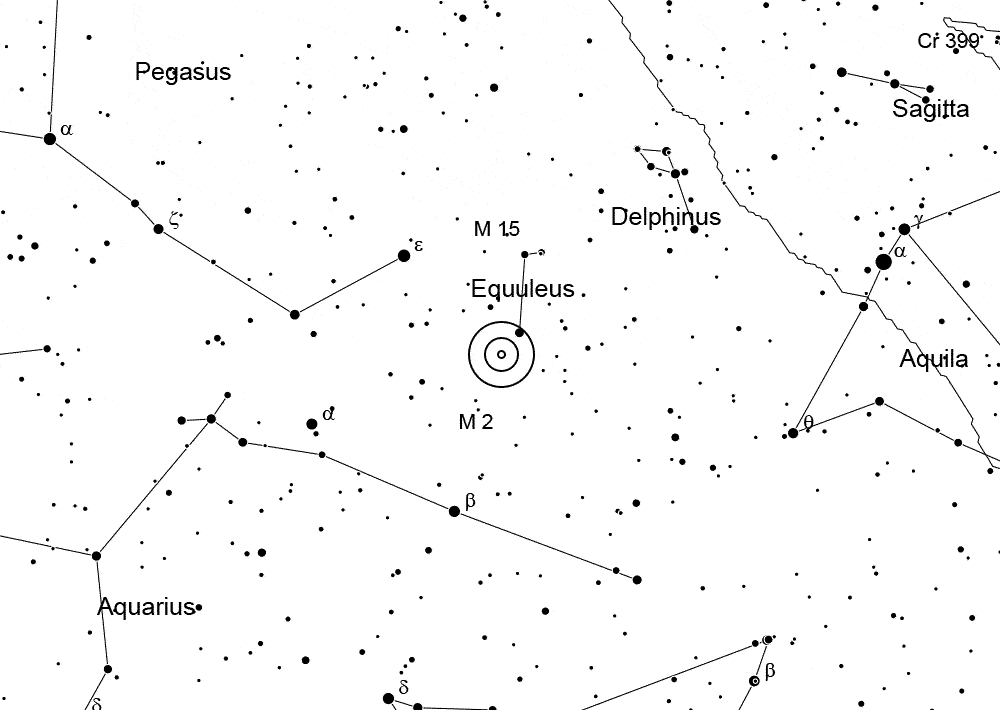 Cr 399
Pegasus
Sagitta
α
ζ
Delphinus
γ
M 15
ε
α
Equuleus
Aquila
α
M 2
θ
β
Aquarius
β
δ
δ